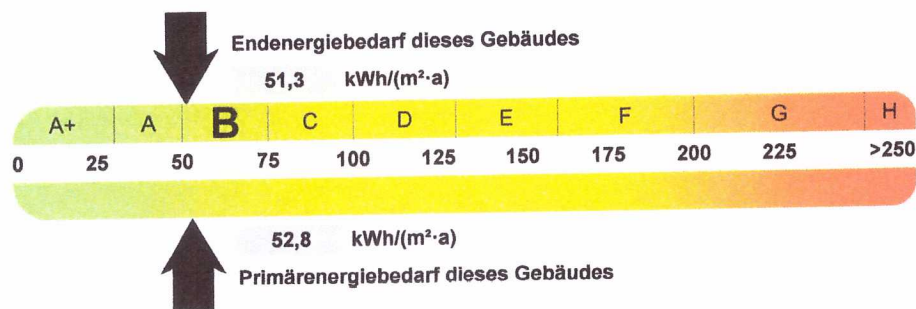 Endenergiebedarf dieses Gebäudes
51,3 kWh/(m²·a)
A+ A B C D E F G H
0 25 50 75 100 125 150 175 200 225 >250
52,8 kWh/(m²·a)
Primärenergiebedarf dieses Gebäudes